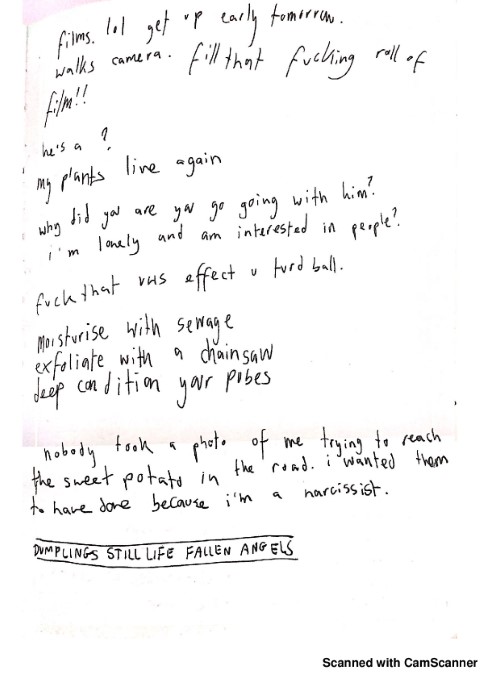 films. lol get up early tomorrow.
walks camera. fill that fucking roll of
film!!
he's a ?
my plants live again
why did you are you go going with him?
i'm lonely and am interested in people?
fuck that vhs effect u turd ball.
moisturise with sewage
exfoliate with a chainsaw
deep condition your pubes
nobody took a photo of me trying to reach
the sweet potato in the road. i wanted them
to have done because i'm a narcissist.
DUMPLINGS STILL LIFE FALLEN ANGELS
Scanned with CamScanner